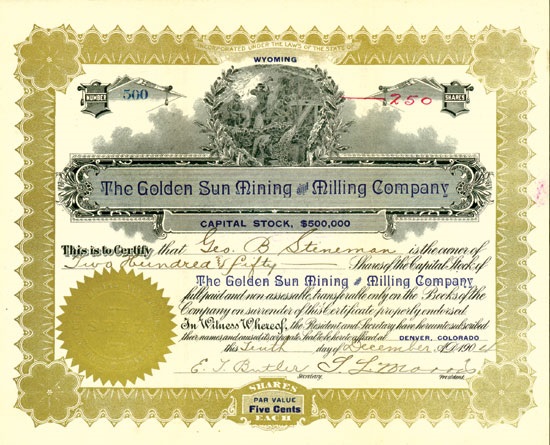 INCORPORATED UNDER THE LAWS OF THE STATE
WYOMING
NUMBER 500
250 SHARES
The Golden Sun Mining and Milling Company
CAPITAL STOCK, $500,000
This is to Certify that Geo. B. Steneman is the owner of
Two Hundred & Fifty Shares of the Capital Stock of
The Golden Sun Mining and Milling Company
full paid and non assessable, transferable only on the Books of the
Company on surrender of this Certificate properly endorsed.
In Witness Whereof, the President and Secretary have hereunto subscribed
their names and caused its corporate Seal to be hereto affixed at DENVER, COLORADO
this Tenth day of December A.D. 190
E. T. Butler
Secretary. President.
SHARES
PAR VALUE
Five Cents
EACH